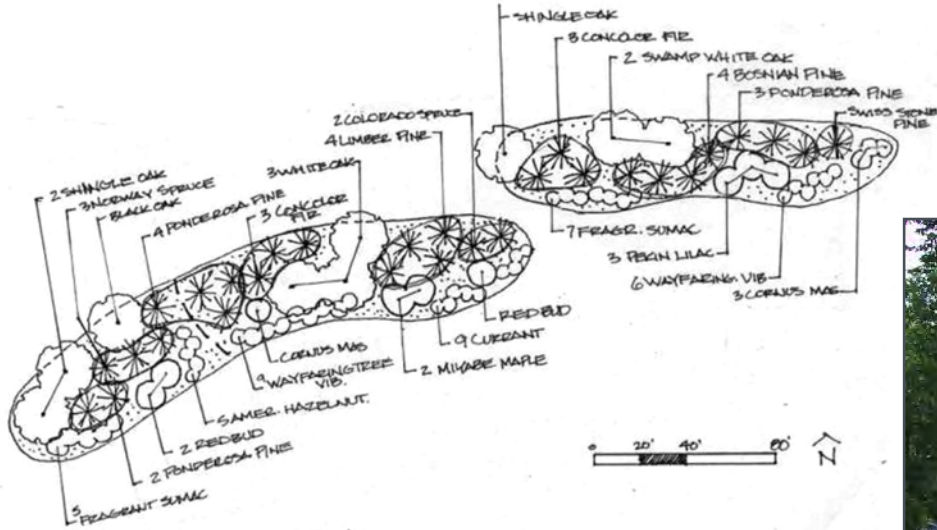 SHINGLE OAK
3 CONCOLOR FIR
2 SWAMP WHITE OAK
4 BOSNIAN PINE
3 PONDEROSA PINE
SWISS STONE
PINE
2 COLORADO SPRUCE
4 LIMBER PINE
3 WHITE OAK
2 SHINGLE OAK
3 NORWAY SPRUCE
BLACK OAK
4 PONDEROSA PINE
3 CONCOLOR
FIR
7 FRAGR. SUMAC
3 PEKIN LILAC
6 WAYFARING. VIB
3 CORNUS MAS
REDBUD
9 CURRANT
2 MIYABE MAPLE
CORNUS MAS
9 WAYFARINGTREE
VIB.
5 AMER. HAZELNUT.
2 REDBUD
2 PONDEROSA PINE
5
FRAGRANT SUMAC
0 20' 40' 80'
N